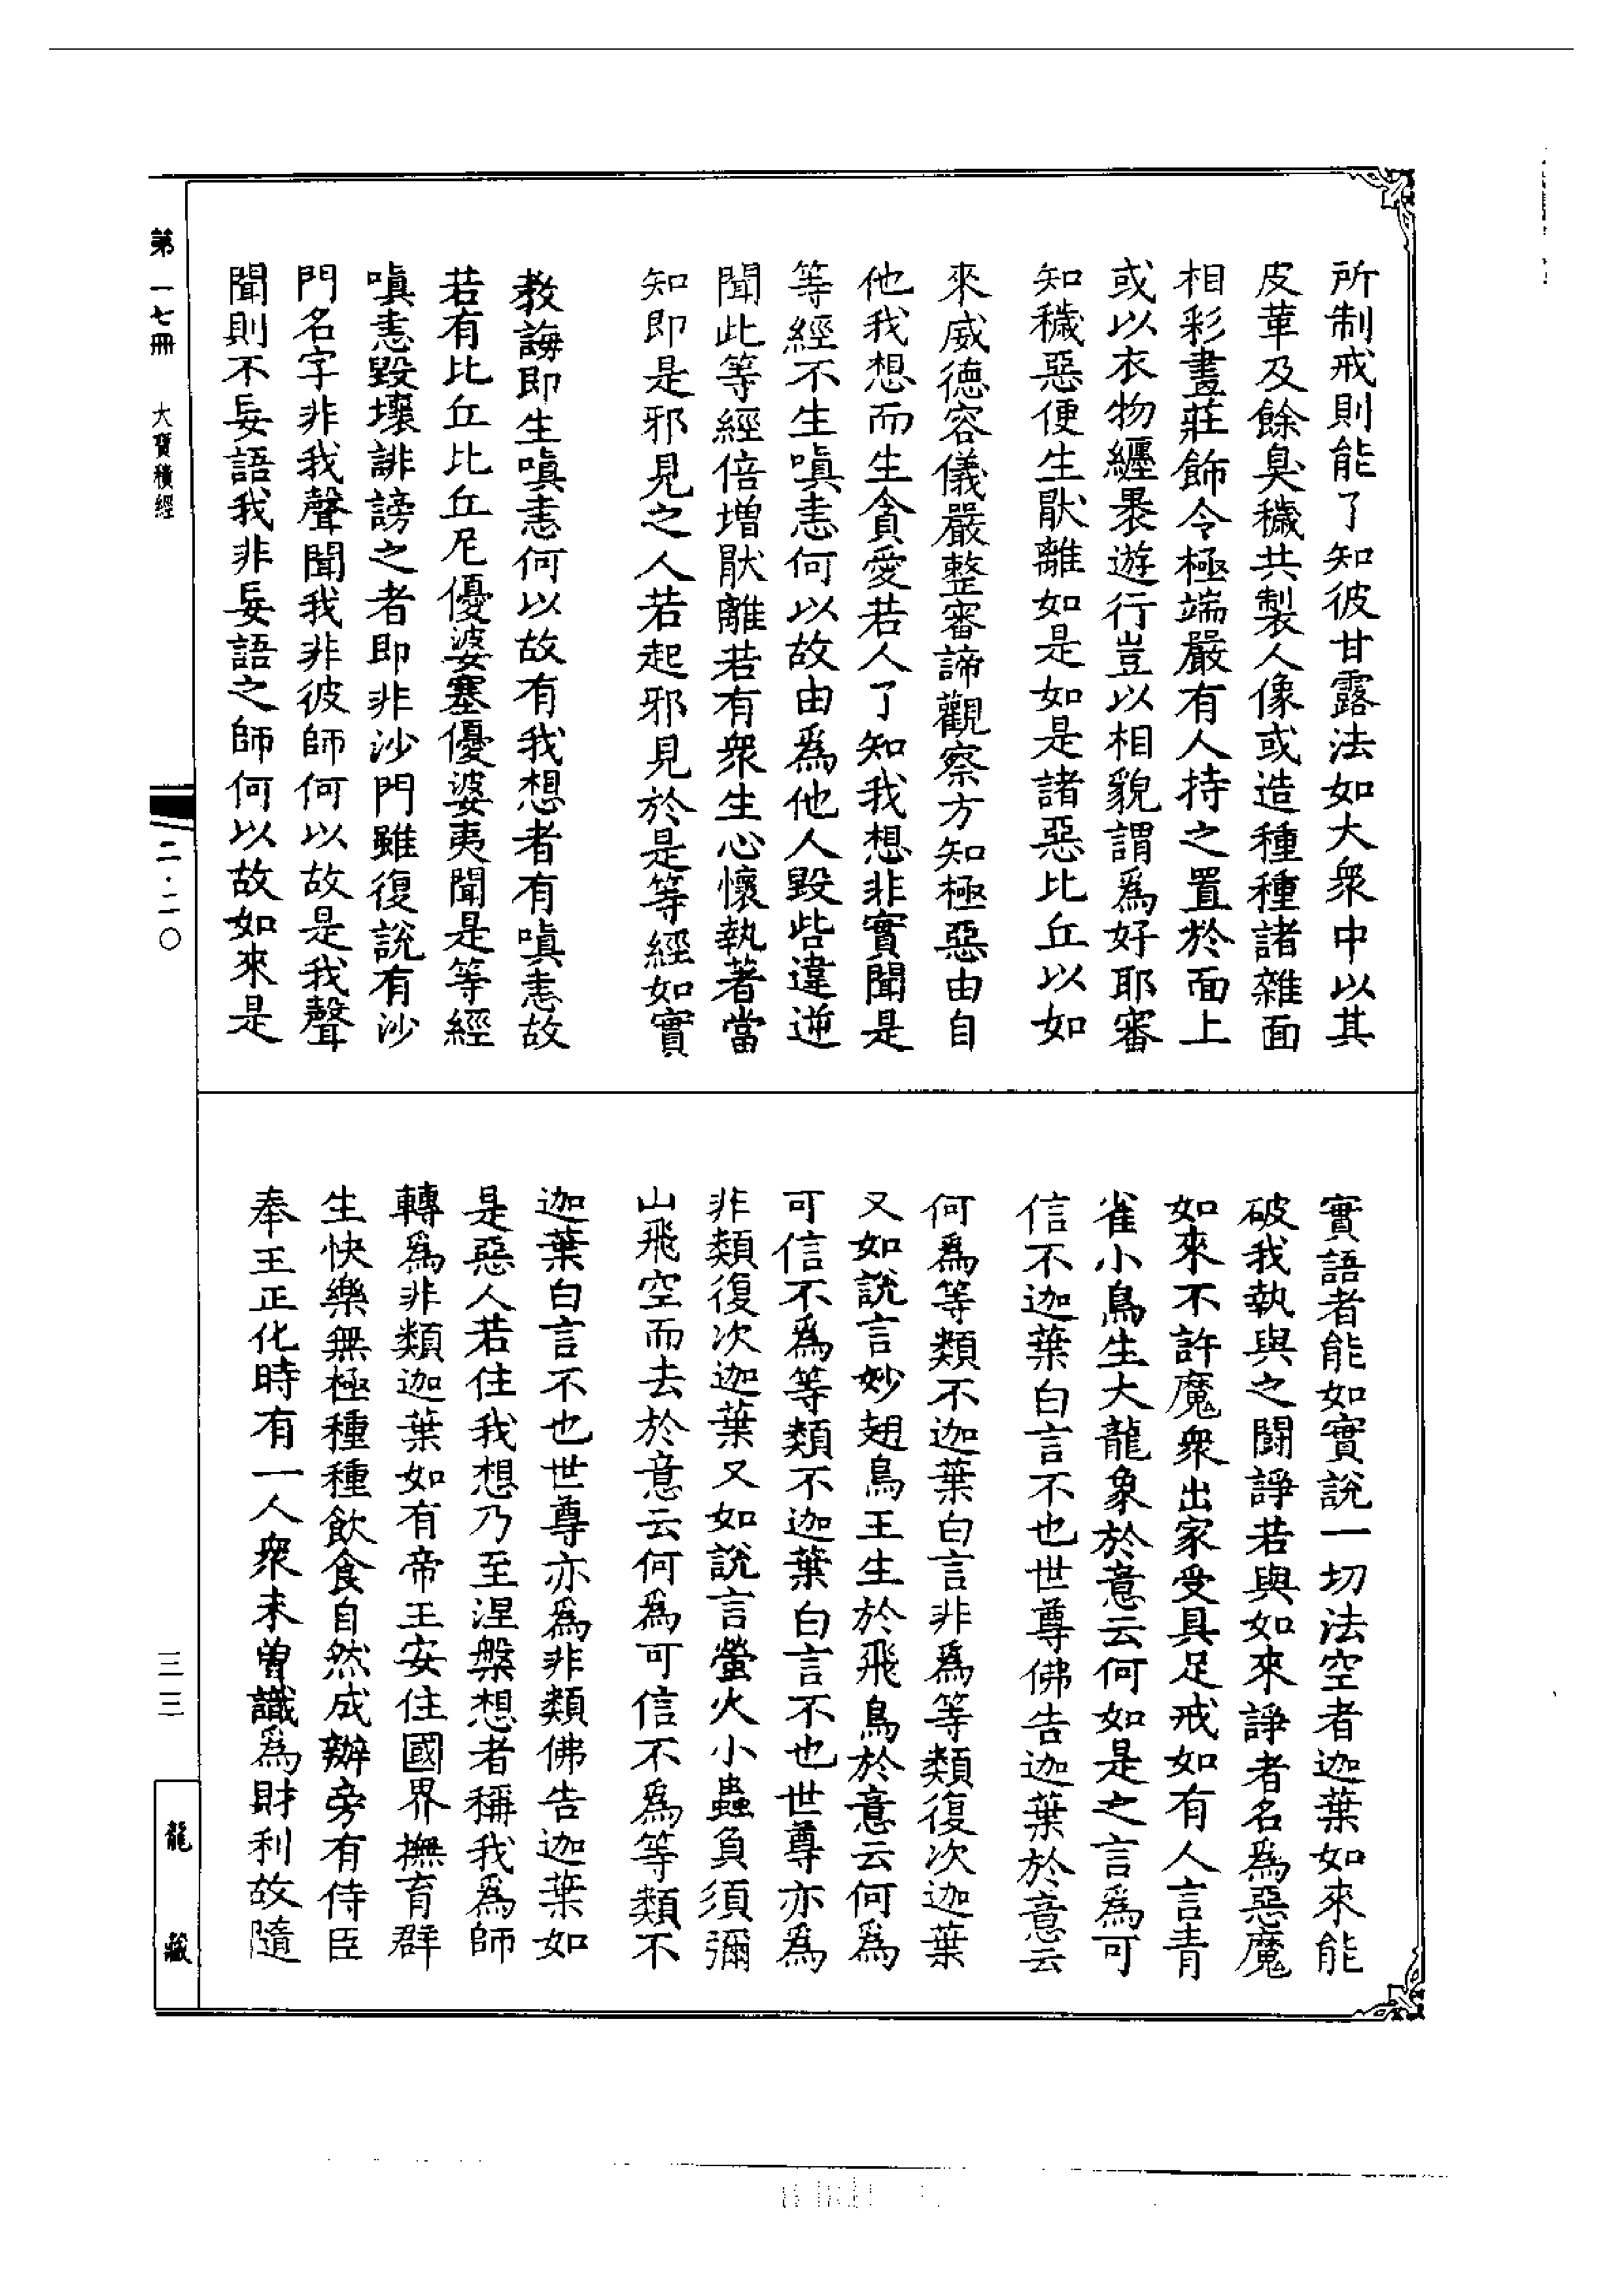 所制戒則能了知彼甘露法如大衆中以其
皮革及餘臭穢共製人像或造種種諸雜面
相彩畫莊飾令極端嚴有人持之置於面上
或以衣物纏褁遊行豈以相貌謂爲好耶審
知穢惡便生厭離如是如是諸惡比丘以如
來威德容儀嚴整審諦觀察方知極惡由自
他我想而生貪愛若人了知我想非實聞是
等經不生嗔恚何以故由爲他人毀呰違逆
聞此等經倍增厭離若有衆生心懷執著當
知即是邪見之人若起邪見於是等經如實
教誨即生嗔恚何以故有我想者有嗔恚故
若有比丘比丘尼優婆塞優婆夷聞是等經
嗔恚毀壞誹謗之者即非沙門雖復說有沙
門名字非我聲聞我非彼師何以故是我聲
聞則不妄語我非妄語之師何以故如來是
實語者能如實說一切法空者迦葉如來能
破我執與之鬪諍若與如來諍者名爲惡魔
如來不許魔衆出家受具足戒如有人言青
雀小鳥生大龍象於意云何如是之言爲可
信不迦葉白言不也世尊佛告迦葉於意云
何爲等類不迦葉白言非爲等類復次迦葉
又如說言妙翅鳥王生於飛鳥於意云何爲
可信不爲等類不迦葉白言不也世尊亦爲
非類復次迦葉又如說言螢火小蟲負須彌
山飛空而去於意云何爲可信不爲等類不
迦葉白言不也世尊亦爲非類佛告迦葉如
是惡人若住我想乃至涅槃想者稱我爲師
轉爲非類迦葉如有帝王安住國界撫育群
生快樂無極種種飲食自然成辦旁有侍臣
奉王正化時有一人衆未曾識爲財利故隨
第一七冊 大寶積經
二·二〇
三三
龍藏